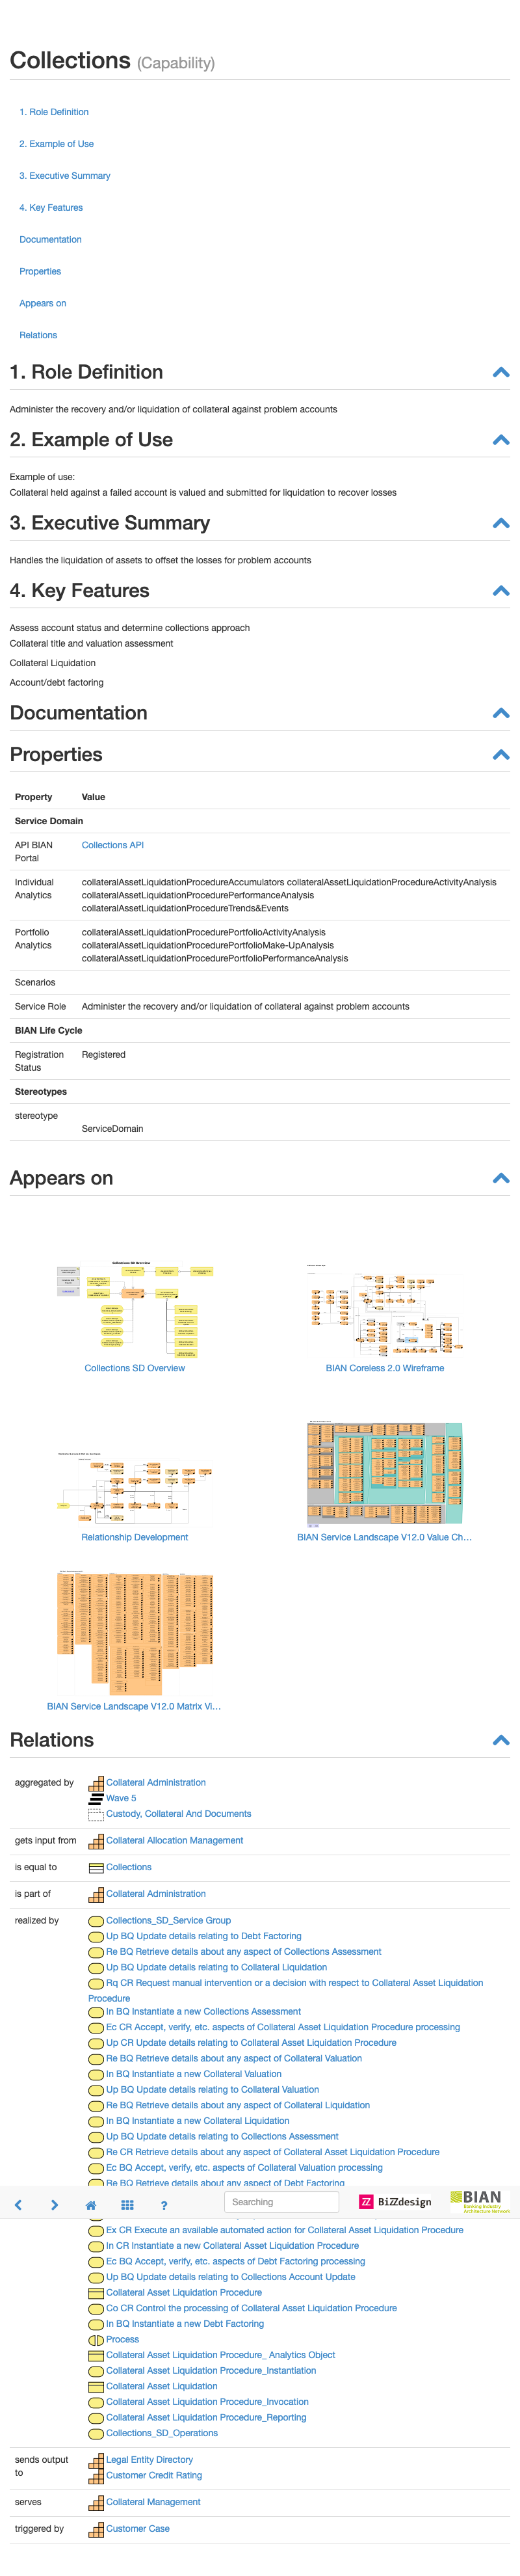 Collections (Capability)
1. Role Definition
2. Example of Use
3. Executive Summary
4. Key Features
Documentation
Properties
Appears on
Relations
1. Role Definition
Administer the recovery and/or liquidation of collateral against problem accounts
2. Example of Use
Example of use:
Collateral held against a failed account is valued and submitted for liquidation to recover losses
3. Executive Summary
Handles the liquidation of assets to offset the losses for problem accounts
4. Key Features
Assess account status and determine collections approach
Collateral title and valuation assessment
Collateral Liquidation
Account/debt factoring
Documentation
Properties
Property Value
Service Domain
API BIAN Portal Collections API
Individual Analytics collateralAssetLiquidationProcedureAccumulators collateralAssetLiquidationProcedureActivityAnalysis
collateralAssetLiquidationProcedurePerformanceAnalysis
collateralAssetLiquidationProcedureTrends&Events
Portfolio Analytics collateralAssetLiquidationProcedurePortfolioActivityAnalysis
collateralAssetLiquidationProcedurePortfolioMake-UpAnalysis
collateralAssetLiquidationProcedurePortfolioPerformanceAnalysis
Scenarios
Service Role Administer the recovery and/or liquidation of collateral against problem accounts
BIAN Life Cycle
Registration Status Registered
Stereotypes
stereotype
ServiceDomain
Appears on
Collections SD Overview
BIAN Coreless 2.0 Wireframe
Relationship Development
BIAN Service Landscape V12.0 Value Ch...
BIAN Service Landscape V12.0 Matrix Vi...
Relations
aggregated by Collateral Administration
Wave 5
Custody, Collateral And Documents
gets input from Collateral Allocation Management
is equal to Collections
is part of Collateral Administration
realized by Collections_SD_Service Group
Up BQ Update details relating to Debt Factoring
Re BQ Retrieve details about any aspect of Collections Assessment
Up BQ Update details relating to Collateral Liquidation
Rq CR Request manual intervention or a decision with respect to Collateral Asset Liquidation
Procedure
In BQ Instantiate a new Collections Assessment
Ec CR Accept, verify, etc. aspects of Collateral Asset Liquidation Procedure processing
Up CR Update details relating to Collateral Asset Liquidation Procedure
Re BQ Retrieve details about any aspect of Collateral Valuation
In BQ Instantiate a new Collateral Valuation
Up BQ Update details relating to Collateral Valuation
Re BQ Retrieve details about any aspect of Collateral Liquidation
In BQ Instantiate a new Collateral Liquidation
Up BQ Update details relating to Collections Assessment
Re CR Retrieve details about any aspect of Collateral Asset Liquidation Procedure
Ec BQ Accept, verify, etc. aspects of Collateral Valuation processing
Re BQ Retrieve details about any aspect of Debt Factoring
Searching
BiZZdesign
BIAN
Banking Industry
Architecture Network
Ex CR Execute an available automated action for Collateral Asset Liquidation Procedure
In CR Instantiate a new Collateral Asset Liquidation Procedure
Ec BQ Accept, verify, etc. aspects of Debt Factoring processing
Up BQ Update details relating to Collections Account Update
Collateral Asset Liquidation Procedure
Co CR Control the processing of Collateral Asset Liquidation Procedure
In BQ Instantiate a new Debt Factoring
Process
Collateral Asset Liquidation Procedure_ Analytics Object
Collateral Asset Liquidation Procedure_Instantiation
Collateral Asset Liquidation
Collateral Asset Liquidation Procedure_Invocation
Collateral Asset Liquidation Procedure_Reporting
Collections_SD_Operations
sends output to Legal Entity Directory
Customer Credit Rating
serves Collateral Management
triggered by Customer Case